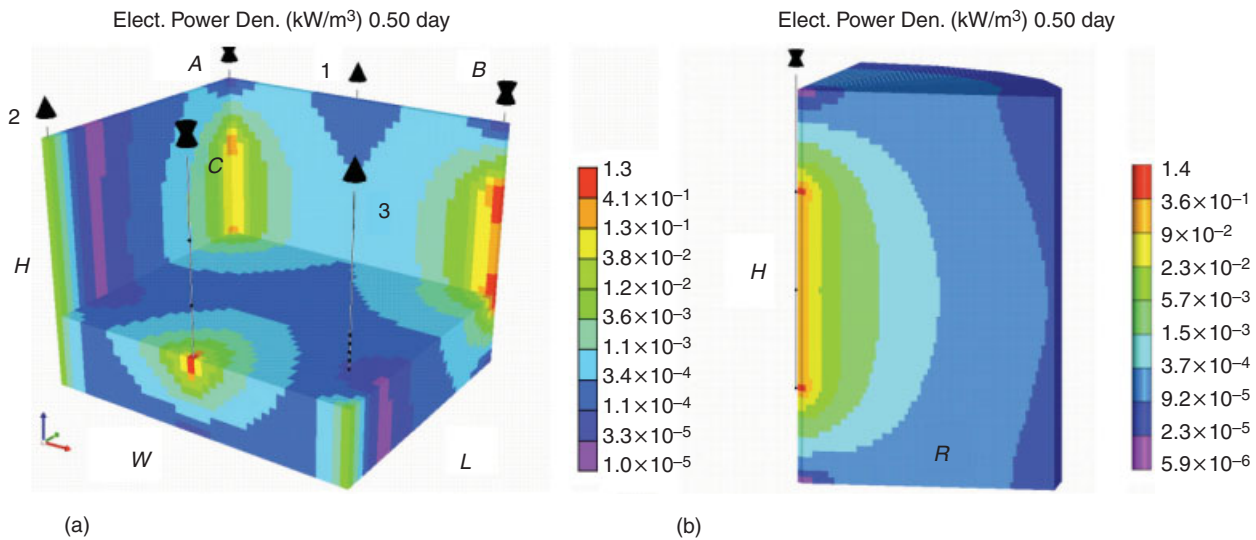 Elect. Power Den. (kW/m³) 0.50 day
Elect. Power Den. (kW/m³) 0.50 day
A
1
B
2
C
3
H
W
L
1.3
4.1×10⁻¹
1.3×10⁻¹
3.8×10⁻²
1.2×10⁻²
3.6×10⁻³
1.1×10⁻³
3.4×10⁻⁴
1.1×10⁻⁴
3.3×10⁻⁵
1.0×10⁻⁵
H
R
1.4
3.6×10⁻¹
9×10⁻²
2.3×10⁻²
5.7×10⁻³
1.5×10⁻³
3.7×10⁻⁴
9.2×10⁻⁵
2.3×10⁻⁵
5.9×10⁻⁶
(a)
(b)